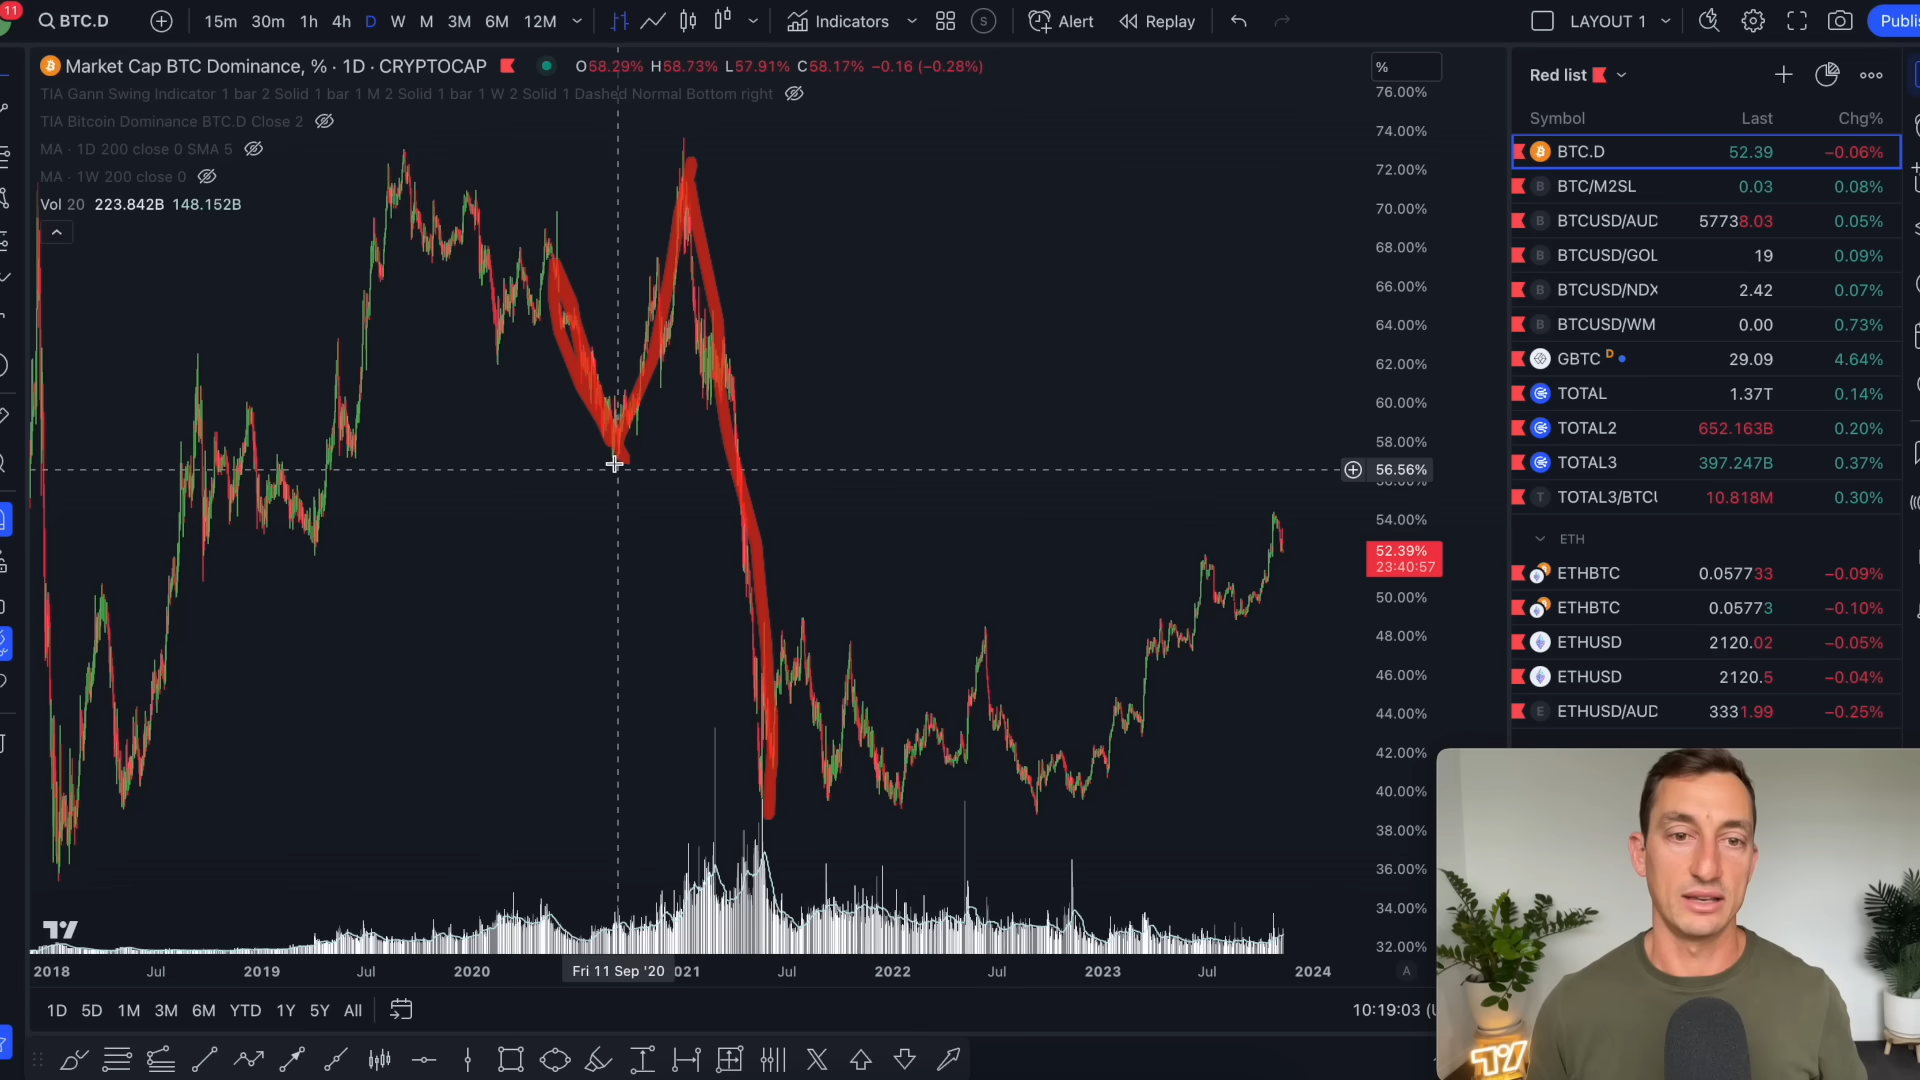 11
BTC.D
15m 30m 1h 4h D W M 3M 6M 12M
Indicators
S
Alert
Replay
LAYOUT 1
Publi
Market Cap BTC Dominance, % · 1D · CRYPTOCAP
O58.29% H58.73% L57.91% C58.17% −0.16 (−0.28%)
TIA Gann Swing Indicator 1 bar 2 Solid 1 bar 1 M 2 Solid 1 bar 1 W 2 Solid 1 Dashed Normal Bottom right
TIA Bitcoin Dominance BTC.D Close 2
MA · 1D 200 close 0 SMA 5
MA · 1W 200 close 0
Vol 20 223.842B 148.152B
%
76.00%
74.00%
72.00%
70.00%
68.00%
66.00%
64.00%
62.00%
60.00%
58.00%
56.56%
54.00%
52.39%
23:40:57
50.00%
48.00%
46.00%
44.00%
42.00%
40.00%
38.00%
36.00%
34.00%
32.00%
2018 Jul 2019 Jul 2020 Fri 11 Sep '20 021 Jul 2022 Jul 2023 Jul 2024
A
1D 5D 1M 3M 6M YTD 1Y 5Y All
10:19:03 (U
Red list
Symbol Last Chg%
BTC.D 52.39 −0.06%
BTC/M2SL 0.03 0.08%
BTCUSD/AUD 57738.03 0.05%
BTCUSD/GOL 19 0.09%
BTCUSD/NDX 2.42 0.07%
BTCUSD/WM 0.00 0.73%
GBTC D 29.09 4.64%
TOTAL 1.37T 0.14%
TOTAL2 652.163B 0.20%
TOTAL3 397.247B 0.37%
TOTAL3/BTCU 10.818M 0.30%
ETH
ETHBTC 0.057733 −0.09%
ETHBTC 0.05773 −0.10%
ETHUSD 2120.02 −0.05%
ETHUSD 2120.5 −0.04%
ETHUSD/AUD 3331.99 −0.25%